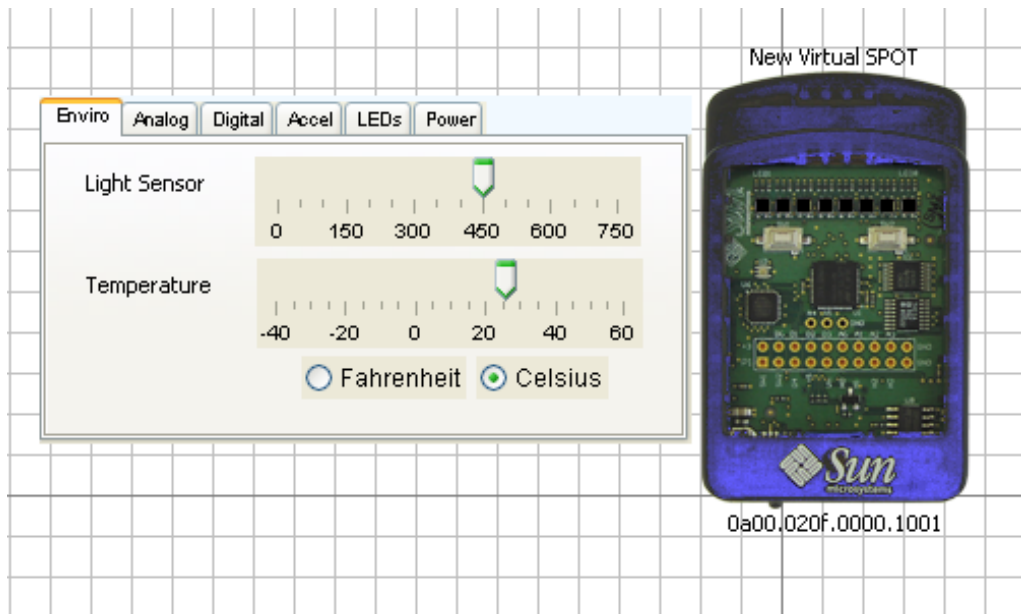 New Virtual SPOT
Enviro Analog Digital Accel LEDs Power
Light Sensor
0 150 300 450 600 750
Temperature
-40 -20 0 20 40 60
Fahrenheit Celsius
Sun
microsystems
0a00.020f.0000.1001